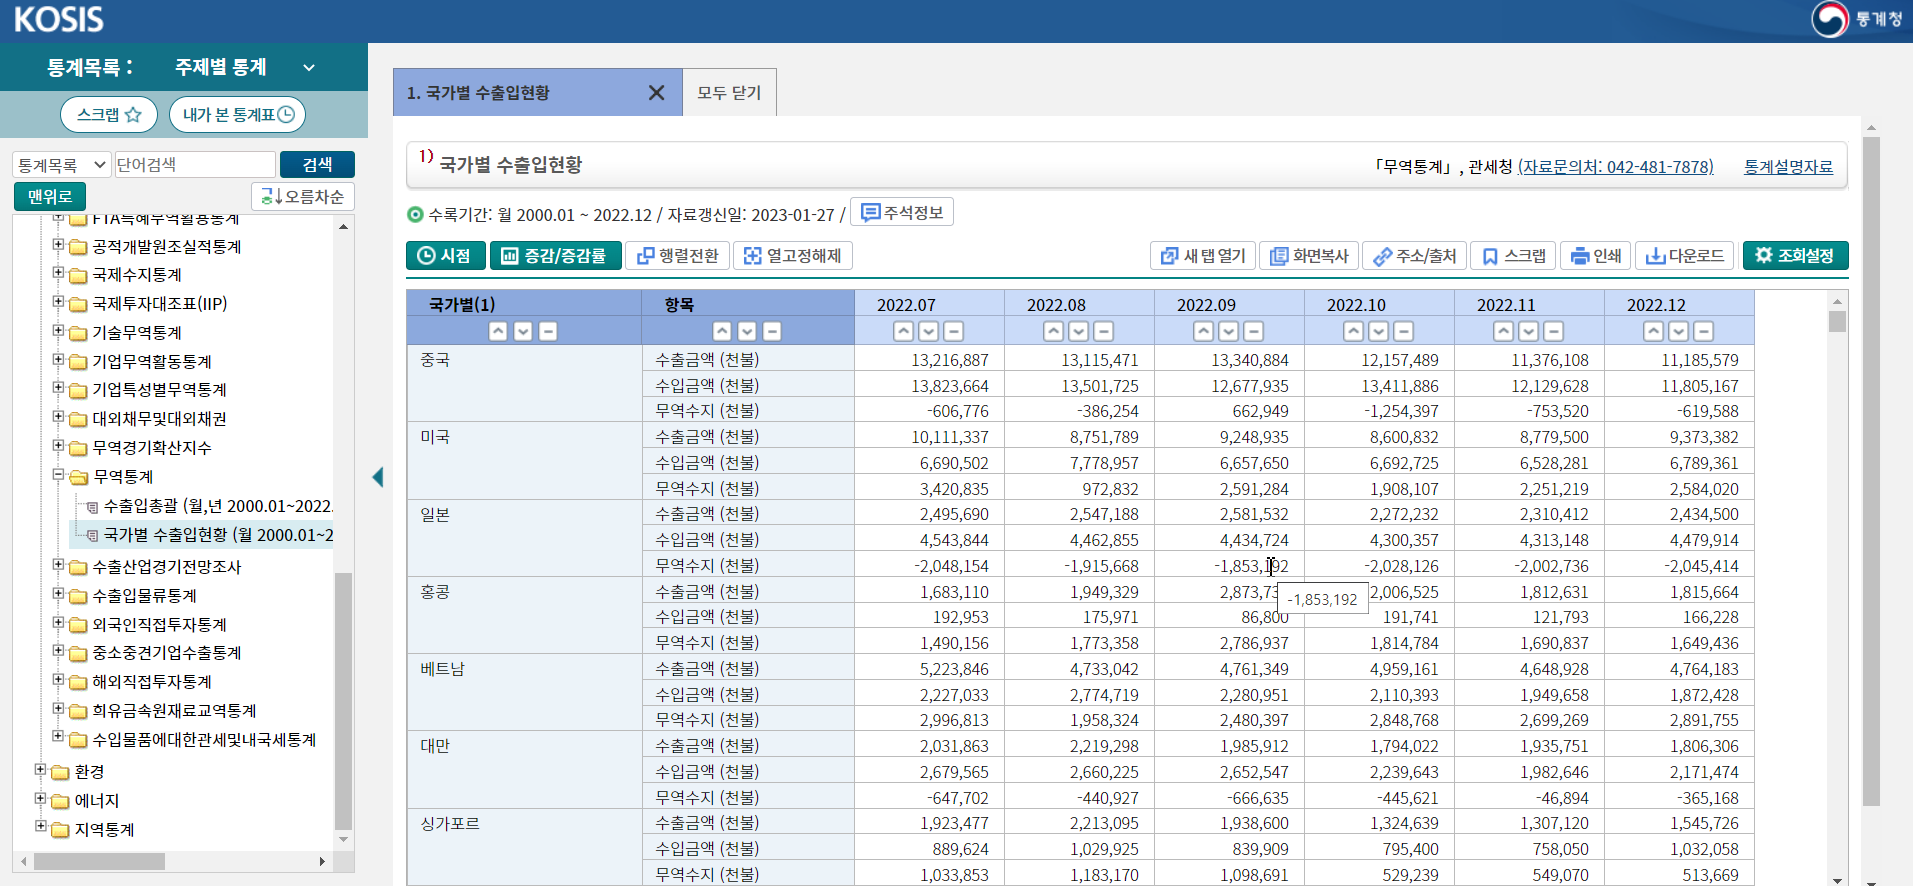 KOSIS
통계청
통계목록 : 주제별 통계
스크랩
내가 본 통계표
통계목록 단어검색 검색
맨위로 오름차순
FTA특혜무역활용통계
공적개발원조실적통계
국제수지통계
국제투자대조표(IIP)
기술무역통계
기업무역활동통계
기업특성별무역통계
대외채무및대외채권
무역경기확산지수
무역통계
수출입총괄 (월,년 2000.01~2022.
국가별 수출입현황 (월 2000.01~2
수출산업경기전망조사
수출입물류통계
외국인직접투자통계
중소중견기업수출통계
해외직접투자통계
희유금속원재료교역통계
수입물품에대한관세및내국세통계
환경
에너지
지역통계
1. 국가별 수출입현황 모두 닫기
1) 국가별 수출입현황 「무역통계」, 관세청 (자료문의처: 042-481-7878) 통계설명자료
수록기간: 월 2000.01 ~ 2022.12 / 자료갱신일: 2023-01-27 / 주석정보
시점 증감/증감률 행렬전환 열고정해제 새 탭 열기 화면복사 주소/출처 스크랩 인쇄 다운로드 조회설정
국가별(1) 항목 2022.07 2022.08 2022.09 2022.10 2022.11 2022.12
중국 수출금액 (천불) 13,216,887 13,115,471 13,340,884 12,157,489 11,376,108 11,185,579
수입금액 (천불) 13,823,664 13,501,725 12,677,935 13,411,886 12,129,628 11,805,167
무역수지 (천불) -606,776 -386,254 662,949 -1,254,397 -753,520 -619,588
미국 수출금액 (천불) 10,111,337 8,751,789 9,248,935 8,600,832 8,779,500 9,373,382
수입금액 (천불) 6,690,502 7,778,957 6,657,650 6,692,725 6,528,281 6,789,361
무역수지 (천불) 3,420,835 972,832 2,591,284 1,908,107 2,251,219 2,584,020
일본 수출금액 (천불) 2,495,690 2,547,188 2,581,532 2,272,232 2,310,412 2,434,500
수입금액 (천불) 4,543,844 4,462,855 4,434,724 4,300,357 4,313,148 4,479,914
무역수지 (천불) -2,048,154 -1,915,668 -1,853,192 -2,028,126 -2,002,736 -2,045,414
홍콩 수출금액 (천불) 1,683,110 1,949,329 2,873,73 2,006,525 1,812,631 1,815,664
-1,853,192
수입금액 (천불) 192,953 175,971 86,800 191,741 121,793 166,228
무역수지 (천불) 1,490,156 1,773,358 2,786,937 1,814,784 1,690,837 1,649,436
베트남 수출금액 (천불) 5,223,846 4,733,042 4,761,349 4,959,161 4,648,928 4,764,183
수입금액 (천불) 2,227,033 2,774,719 2,280,951 2,110,393 1,949,658 1,872,428
무역수지 (천불) 2,996,813 1,958,324 2,480,397 2,848,768 2,699,269 2,891,755
대만 수출금액 (천불) 2,031,863 2,219,298 1,985,912 1,794,022 1,935,751 1,806,306
수입금액 (천불) 2,679,565 2,660,225 2,652,547 2,239,643 1,982,646 2,171,474
무역수지 (천불) -647,702 -440,927 -666,635 -445,621 -46,894 -365,168
싱가포르 수출금액 (천불) 1,923,477 2,213,095 1,938,600 1,324,639 1,307,120 1,545,726
수입금액 (천불) 889,624 1,029,925 839,909 795,400 758,050 1,032,058
무역수지 (천불) 1,033,853 1,183,170 1,098,691 529,239 549,070 513,669